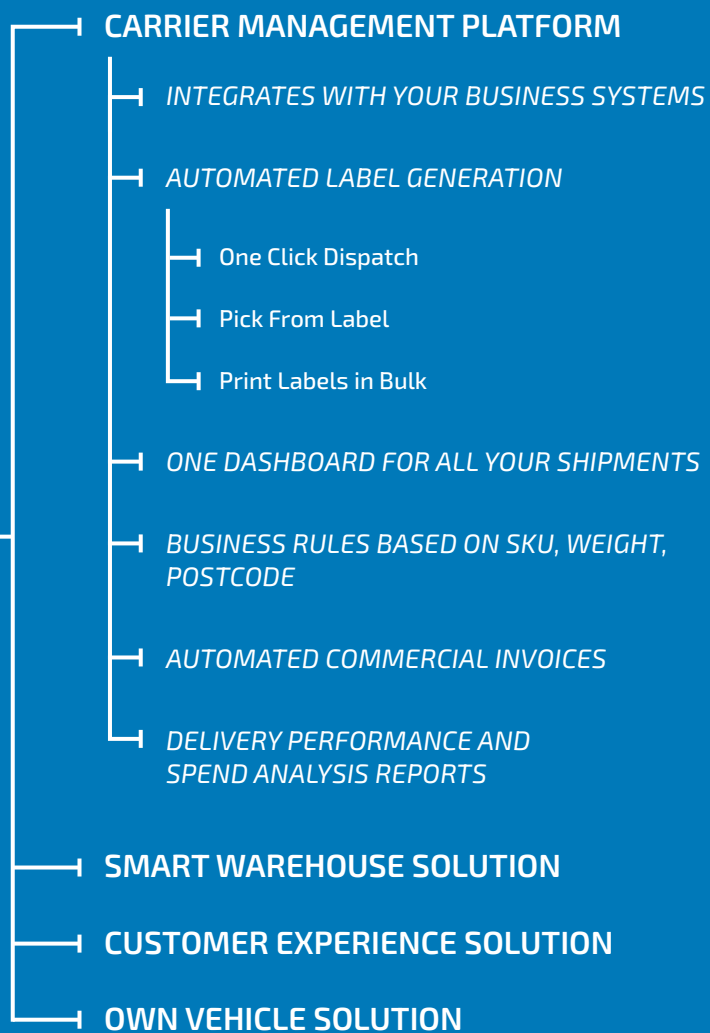 CARRIER MANAGEMENT PLATFORM
INTEGRATES WITH YOUR BUSINESS SYSTEMS
AUTOMATED LABEL GENERATION
One Click Dispatch
Pick From Label
Print Labels in Bulk
ONE DASHBOARD FOR ALL YOUR SHIPMENTS
BUSINESS RULES BASED ON SKU, WEIGHT,
POSTCODE
AUTOMATED COMMERCIAL INVOICES
DELIVERY PERFORMANCE AND
SPEND ANALYSIS REPORTS
SMART WAREHOUSE SOLUTION
CUSTOMER EXPERIENCE SOLUTION
OWN VEHICLE SOLUTION